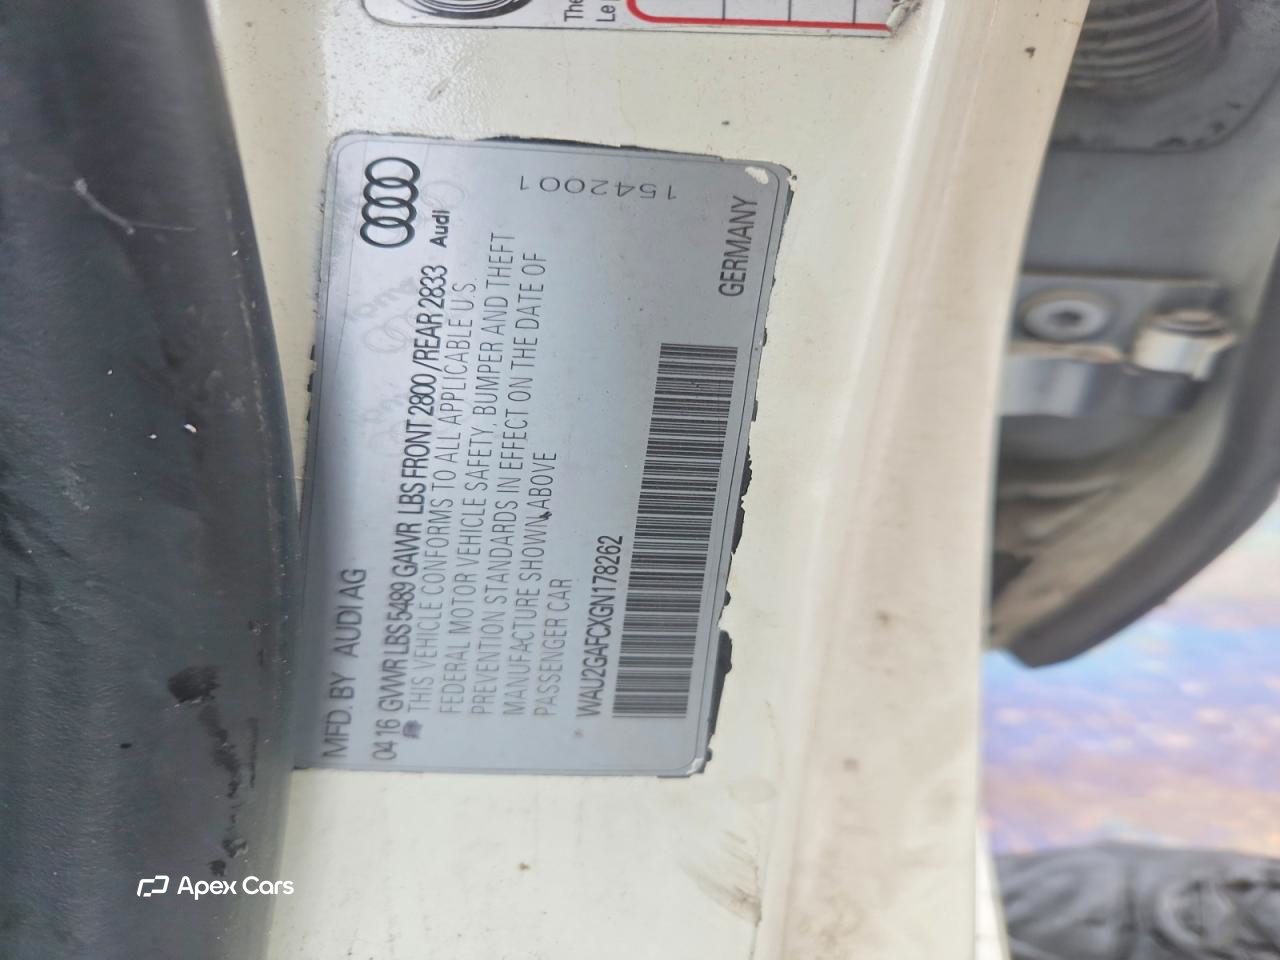 The
Le
Audi
MFD. BY AUDI AG
04 16 GVWR LBS 5489 GAWR LBS FRONT 2800 /REAR 2833
THIS VEHICLE CONFORMS TO ALL APPLICABLE U.S.
FEDERAL MOTOR VEHICLE SAFETY, BUMPER AND THEFT
PREVENTION STANDARDS IN EFFECT ON THE DATE OF
MANUFACTURE SHOWN ABOVE
PASSENGER CAR
WAU2GAFCXGN178262
GERMANY
1542001
Apex Cars